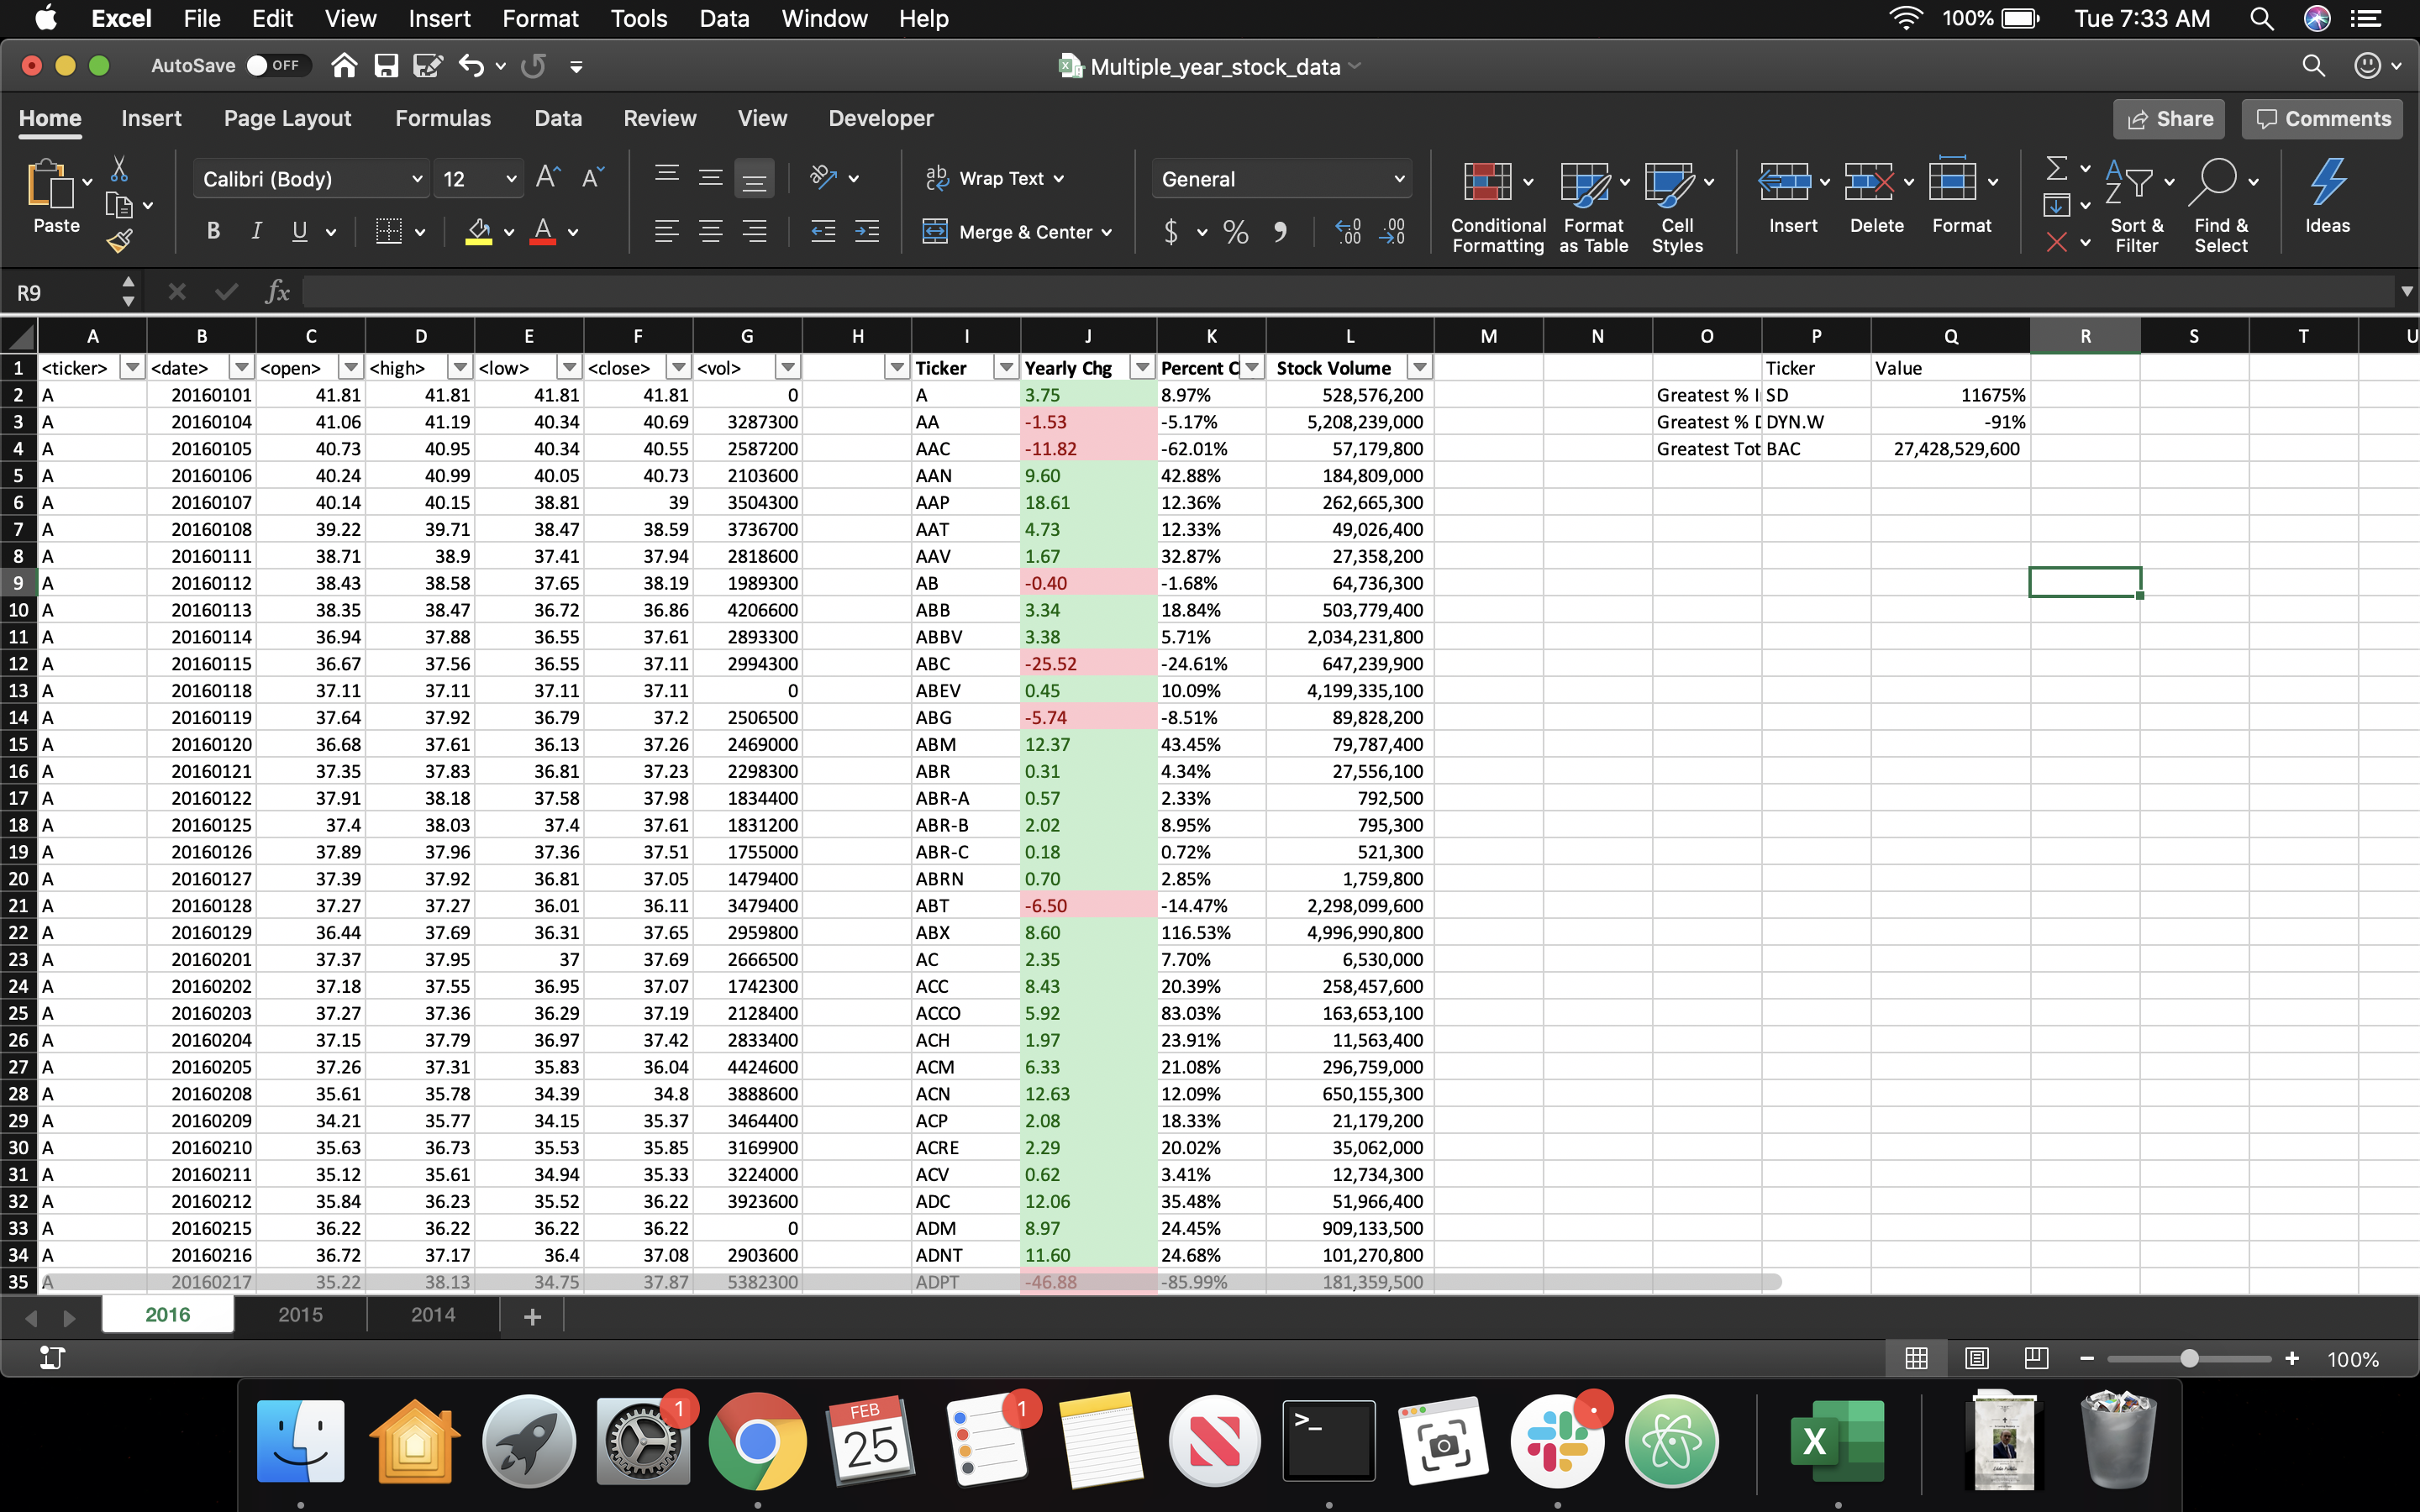 Excel File Edit View Insert Format Tools Data Window Help 100% Tue 7:33 AM
AutoSave OFF Multiple_year_stock_data
Home Insert Page Layout Formulas Data Review View Developer Share Comments
Paste Calibri (Body) 12 Wrap Text General Conditional Formatting Format as Table Cell Styles Insert Delete Format Sort & Filter Find & Select Ideas
B I U A Merge & Center $ % 9
R9 fx
A B C D E F G H I J K L M N O P Q R S T U
1 <ticker> <date> <open> <high> <low> <close> <vol> Ticker Yearly Chg Percent C Stock Volume Ticker Value
2 A 20160101 41.81 41.81 41.81 41.81 0 A 3.75 8.97% 528,576,200 Greatest % I SD 11675%
3 A 20160104 41.06 41.19 40.34 40.69 3287300 AA -1.53 -5.17% 5,208,239,000 Greatest % D DYN.W -91%
4 A 20160105 40.73 40.95 40.34 40.55 2587200 AAC -11.82 -62.01% 57,179,800 Greatest Tot BAC 27,428,529,600
5 A 20160106 40.24 40.99 40.05 40.73 2103600 AAN 9.60 42.88% 184,809,000
6 A 20160107 40.14 40.15 38.81 39 3504300 AAP 18.61 12.36% 262,665,300
7 A 20160108 39.22 39.71 38.47 38.59 3736700 AAT 4.73 12.33% 49,026,400
8 A 20160111 38.71 38.9 37.41 37.94 2818600 AAV 1.67 32.87% 27,358,200
9 A 20160112 38.43 38.58 37.65 38.19 1989300 AB -0.40 -1.68% 64,736,300
10 A 20160113 38.35 38.47 36.72 36.86 4206600 ABB 3.34 18.84% 503,779,400
11 A 20160114 36.94 37.88 36.55 37.61 2893300 ABBV 3.38 5.71% 2,034,231,800
12 A 20160115 36.67 37.56 36.55 37.11 2994300 ABC -25.52 -24.61% 647,239,900
13 A 20160118 37.11 37.11 37.11 37.11 0 ABEV 0.45 10.09% 4,199,335,100
14 A 20160119 37.64 37.92 36.79 37.2 2506500 ABG -5.74 -8.51% 89,828,200
15 A 20160120 36.68 37.61 36.13 37.26 2469000 ABM 12.37 43.45% 79,787,400
16 A 20160121 37.35 37.83 36.81 37.23 2298300 ABR 0.31 4.34% 27,556,100
17 A 20160122 37.91 38.18 37.58 37.98 1834400 ABR-A 0.57 2.33% 792,500
18 A 20160125 37.4 38.03 37.4 37.61 1831200 ABR-B 2.02 8.95% 795,300
19 A 20160126 37.89 37.96 37.36 37.51 1755000 ABR-C 0.18 0.72% 521,300
20 A 20160127 37.39 37.92 36.81 37.05 1479400 ABRN 0.70 2.85% 1,759,800
21 A 20160128 37.27 37.27 36.01 36.11 3479400 ABT -6.50 -14.47% 2,298,099,600
22 A 20160129 36.44 37.69 36.31 37.65 2959800 ABX 8.60 116.53% 4,996,990,800
23 A 20160201 37.37 37.95 37 37.69 2666500 AC 2.35 7.70% 6,530,000
24 A 20160202 37.18 37.55 36.95 37.07 1742300 ACC 8.43 20.39% 258,457,600
25 A 20160203 37.27 37.36 36.29 37.19 2128400 ACCO 5.92 83.03% 163,653,100
26 A 20160204 37.15 37.79 36.97 37.42 2833400 ACH 1.97 23.91% 11,563,400
27 A 20160205 37.26 37.31 35.83 36.04 4424600 ACM 6.33 21.08% 296,759,000
28 A 20160208 35.61 35.78 34.39 34.8 3888600 ACN 12.63 12.09% 650,155,300
29 A 20160209 34.21 35.77 34.15 35.37 3464400 ACP 2.08 18.33% 21,179,200
30 A 20160210 35.63 36.73 35.53 35.85 3169900 ACRE 2.29 20.02% 35,062,000
31 A 20160211 35.12 35.61 34.94 35.33 3224000 ACV 0.62 3.41% 12,734,300
32 A 20160212 35.84 36.23 35.52 36.22 3923600 ADC 12.06 35.48% 51,966,400
33 A 20160215 36.22 36.22 36.22 36.22 0 ADM 8.97 24.45% 909,133,500
34 A 20160216 36.72 37.17 36.4 37.08 2903600 ADNT 11.60 24.68% 101,270,800
35 A 20160217 35.22 38.13 34.75 37.87 5382300 ADPT -46.88 -85.99% 181,359,500
2016 2015 2014 +
100%
1 FEB 25 1 X